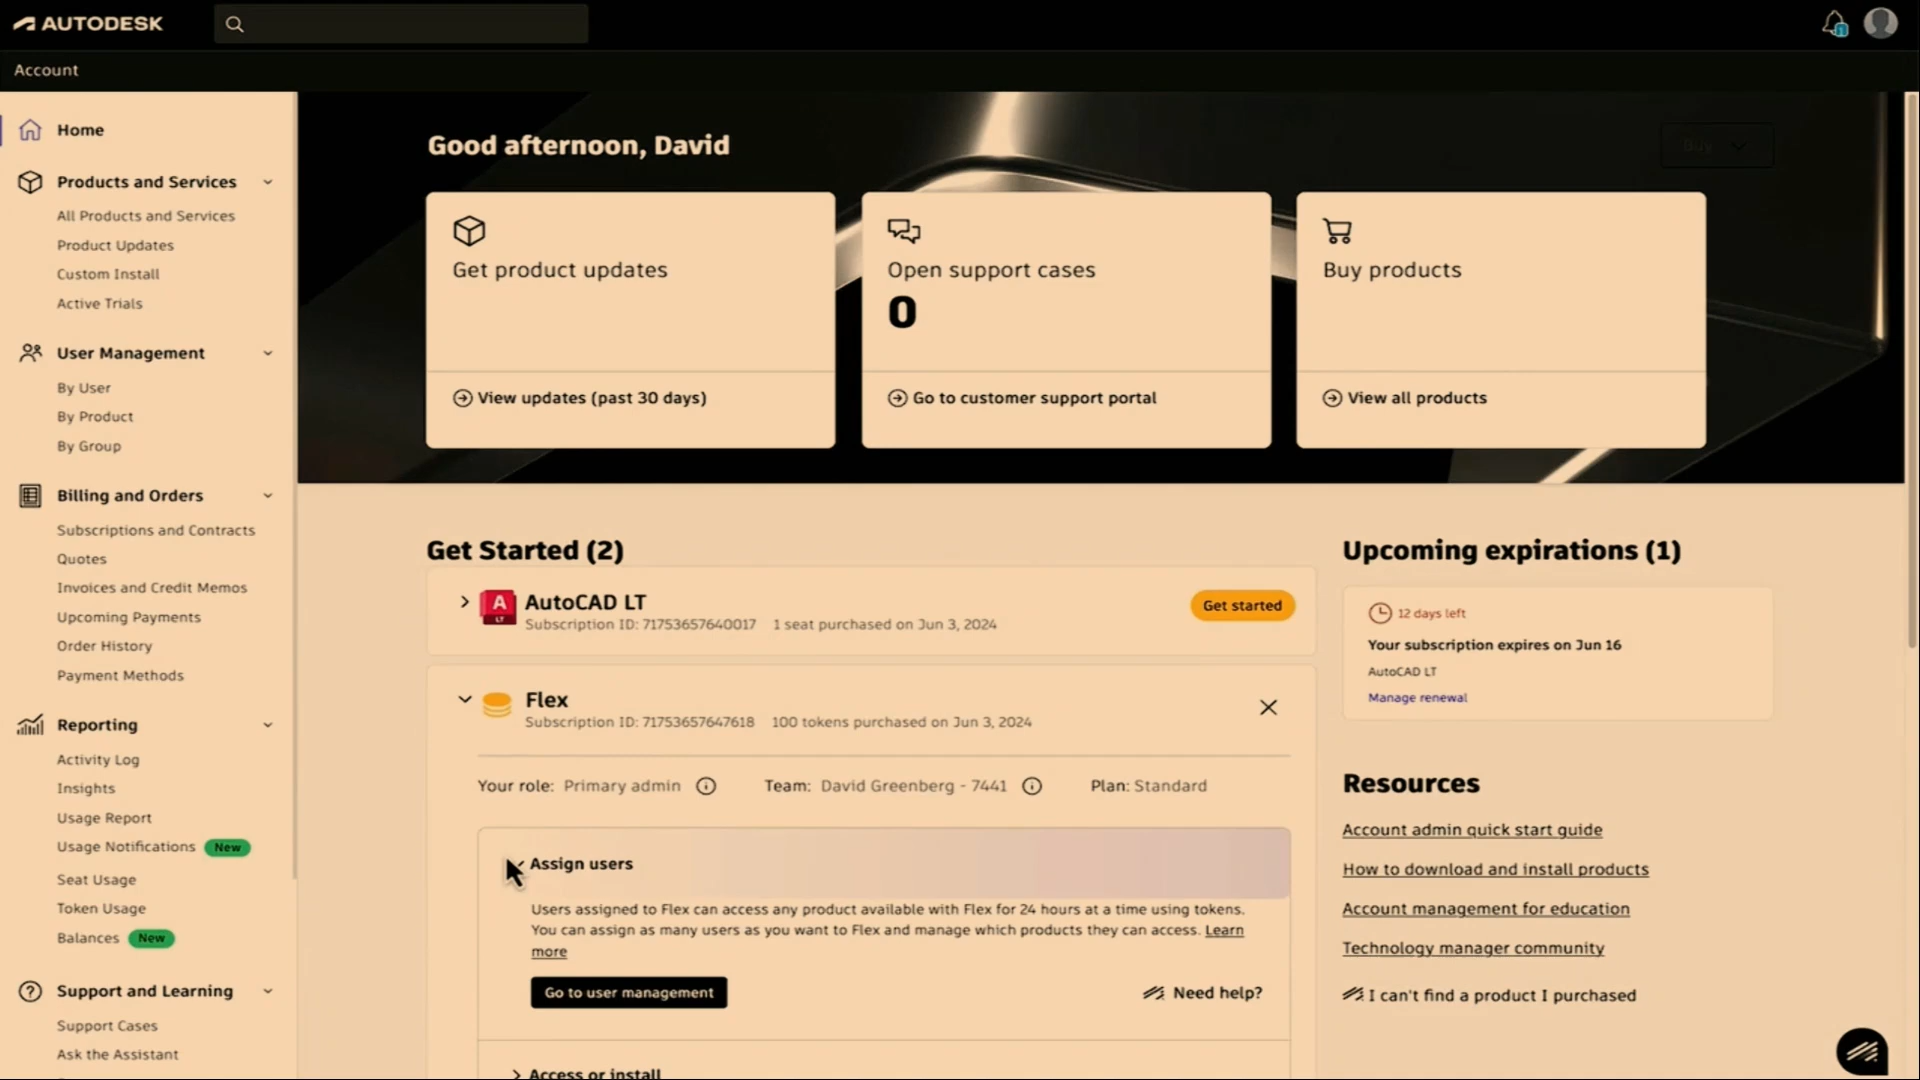 AUTODESK
Account
Home
Products and Services
All Products and Services
Product Updates
Custom Install
Active Trials
User Management
By User
By Product
By Group
Billing and Orders
Subscriptions and Contracts
Quotes
Invoices and Credit Memos
Upcoming Payments
Order History
Payment Methods
Reporting
Activity Log
Insights
Usage Report
Usage Notifications New
Seat Usage
Token Usage
Balances New
Support and Learning
Support Cases
Ask the Assistant
Good afternoon, David
Buy
Get product updates
View updates (past 30 days)
Open support cases
0
Go to customer support portal
Buy products
View all products
Get Started (2)
A
LT
AutoCAD LT
Subscription ID: 71753657640017 1 seat purchased on Jun 3, 2024
Get started
Flex
Subscription ID: 71753657647618 100 tokens purchased on Jun 3, 2024
Your role: Primary admin Team: David Greenberg - 7441 Plan: Standard
Assign users
Users assigned to Flex can access any product available with Flex for 24 hours at a time using tokens.
You can assign as many users as you want to Flex and manage which products they can access. Learn
more
Go to user management
Need help?
Access or install
Upcoming expirations (1)
12 days left
Your subscription expires on Jun 16
AutoCAD LT
Manage renewal
Resources
Account admin quick start guide
How to download and install products
Account management for education
Technology manager community
I can't find a product I purchased